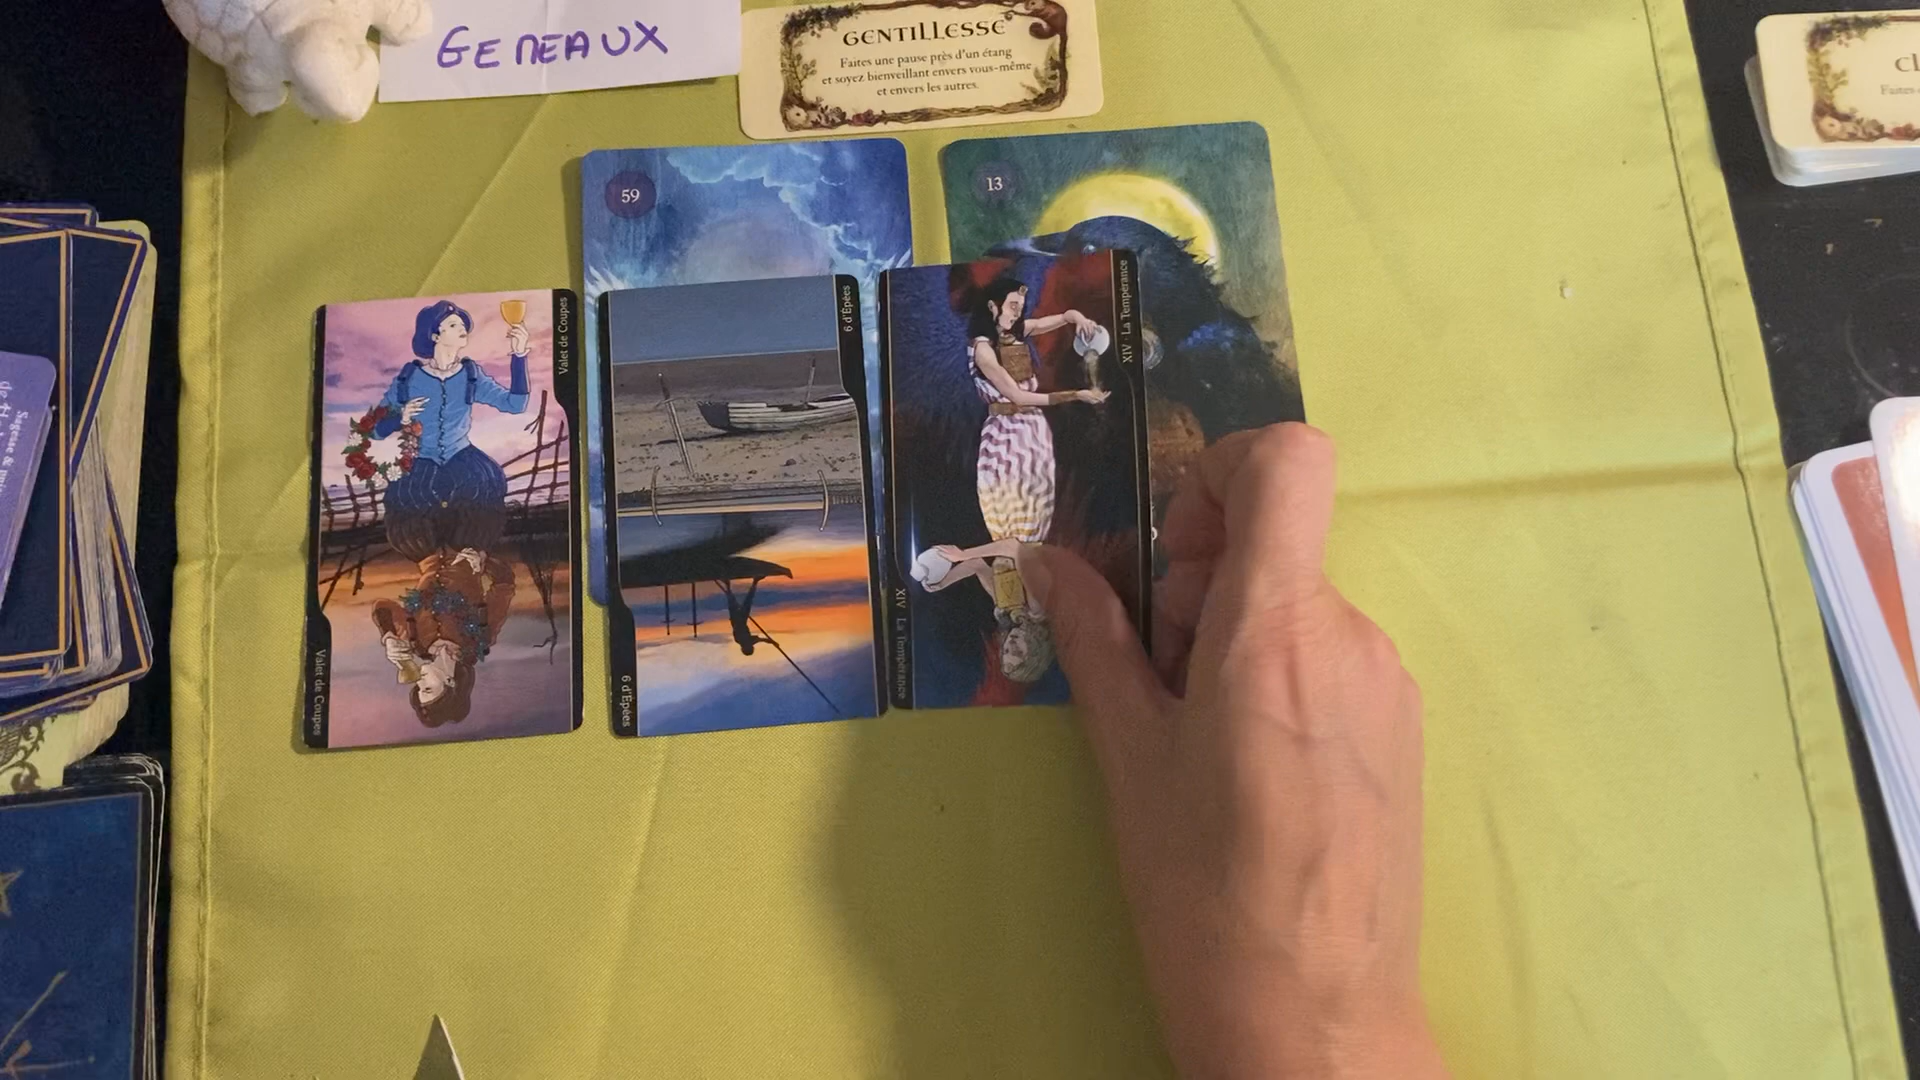 GEMEAUX
GENTILLESSE
Faites une pause près d'un étang
et soyez bienveillant envers vous-même
et envers les autres.
59
13
Valet de Coupes
Valet de Coupes
6 d'Épées
6 d'Épées
XIV · La Tempérance
XIV · La Tempérance
Sagesse &